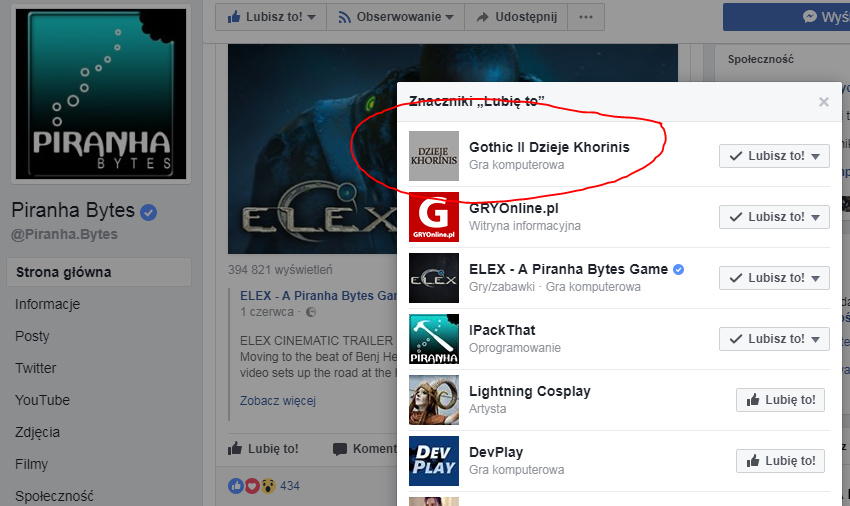 PIRANHA
BYTES
Piranha Bytes
@Piranha.Bytes
Strona główna
Informacje
Posty
Twitter
YouTube
Zdjęcia
Filmy
Społeczność
Lubisz to!
Obserwowanie
Udostępnij
Społeczność
ELEX
394 821 wyświetleń
ELEX - A Piranha Bytes
1 czerwca
ELEX CINEMATIC TRAILER
Moving to the beat of Benj
video sets up the road at the
Zobacz więcej
Lubię to!
434
Znaczniki „Lubię to”
DZIEJE
KHORINIS
Gothic II Dzieje Khorinis
Gra komputerowa
Lubisz to!
G
GRYOnline.pl
GRYOnline.pl
Witryna informacyjna
Lubisz to!
ELEX
ELEX - A Piranha Bytes Game
Gry/zabawki · Gra komputerowa
Lubisz to!
PIRANHA
IPackThat
Oprogramowanie
Lubisz to!
Lightning Cosplay
Artysta
Lubię to!
DEV
PLAY
DevPlay
Gra komputerowa
Lubię to!